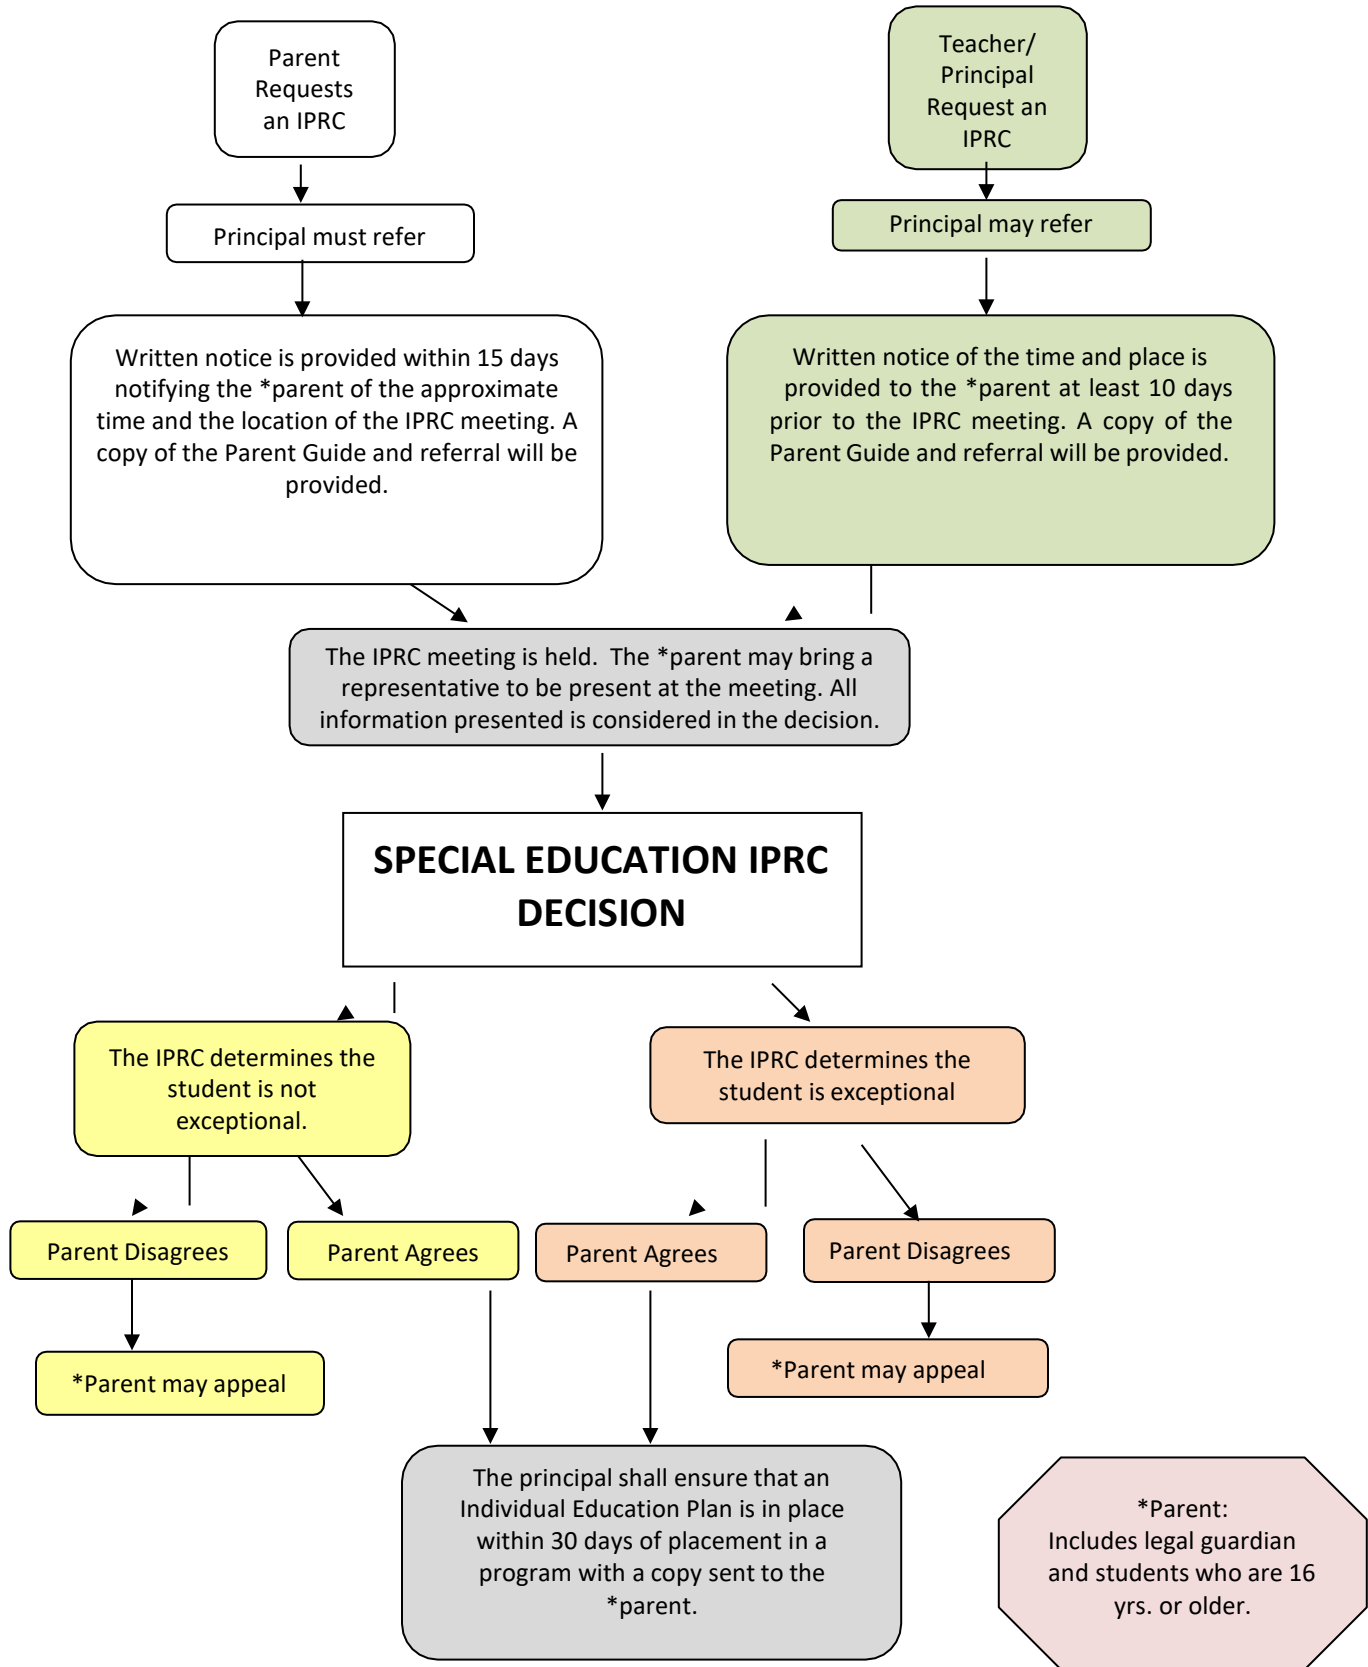 Parent
Requests
an IPRC
Teacher/
Principal
Request an
IPRC
Principal must refer
Principal may refer
Written notice is provided within 15 days
notifying the *parent of the approximate
time and the location of the IPRC meeting. A
copy of the Parent Guide and referral will be
provided.
Written notice of the time and place is
provided to the *parent at least 10 days
prior to the IPRC meeting. A copy of the
Parent Guide and referral will be provided.
The IPRC meeting is held.  The *parent may bring a
representative to be present at the meeting. All
information presented is considered in the decision.
SPECIAL EDUCATION IPRC
DECISION
The IPRC determines the
student is not
exceptional.
The IPRC determines the
student is exceptional
Parent Disagrees
Parent Agrees
Parent Agrees
Parent Disagrees
*Parent may appeal
*Parent may appeal
The principal shall ensure that an
Individual Education Plan is in place
within 30 days of placement in a
program with a copy sent to the
*parent.
*Parent:
Includes legal guardian
and students who are 16
yrs. or older.